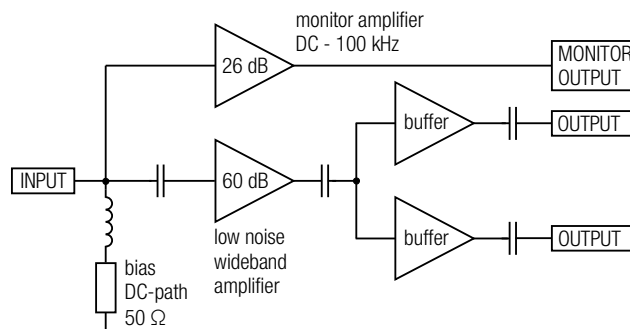 monitor amplifier
DC - 100 kHz
26 dB
MONITOR
OUTPUT
buffer
OUTPUT
INPUT
60 dB
low noise
wideband
amplifier
buffer
OUTPUT
bias
DC-path
50 Ω